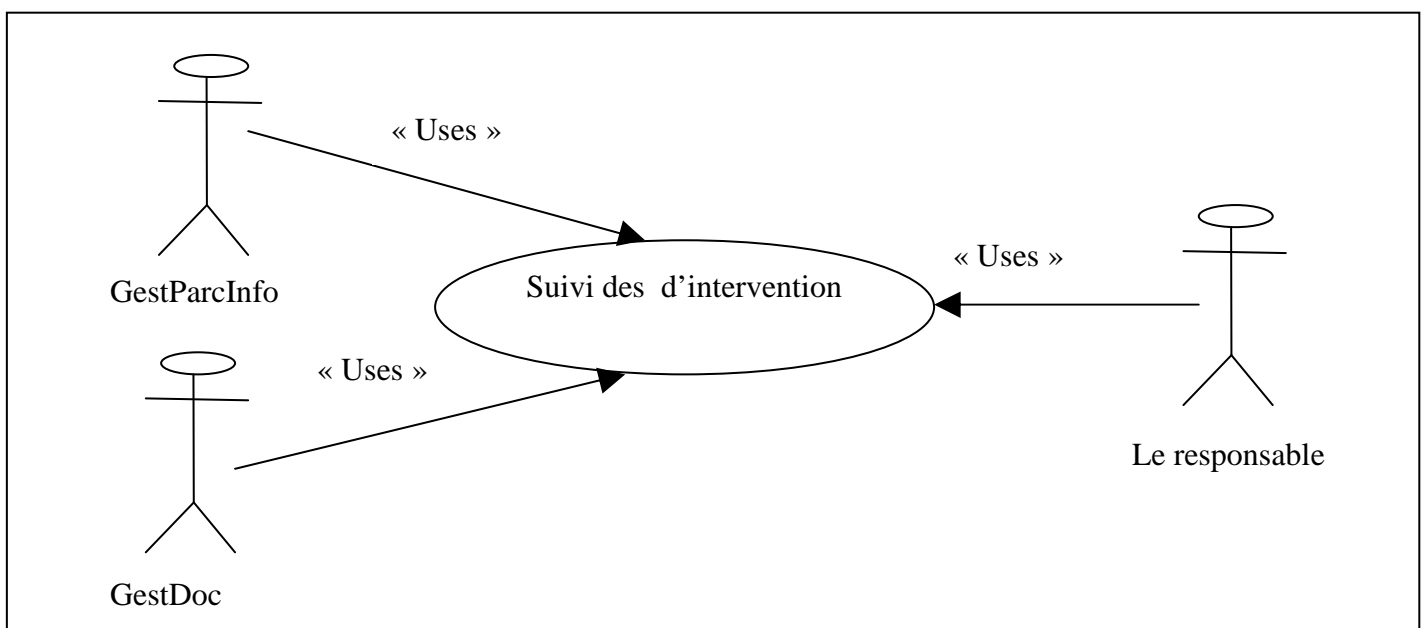 « Uses »
GestParcInfo
Suivi des  d’intervention
« Uses »
« Uses »
GestDoc
Le responsable